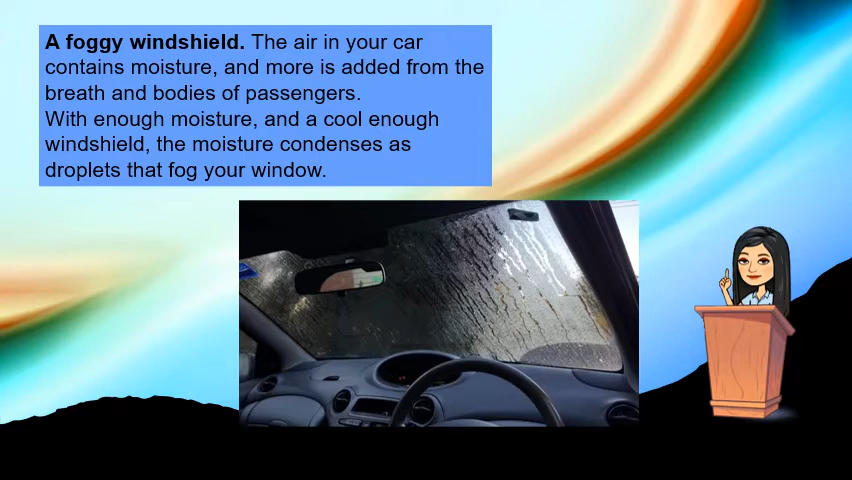 A foggy windshield. The air in your car
contains moisture, and more is added from the
breath and bodies of passengers.
With enough moisture, and a cool enough
windshield, the moisture condenses as
droplets that fog your window.